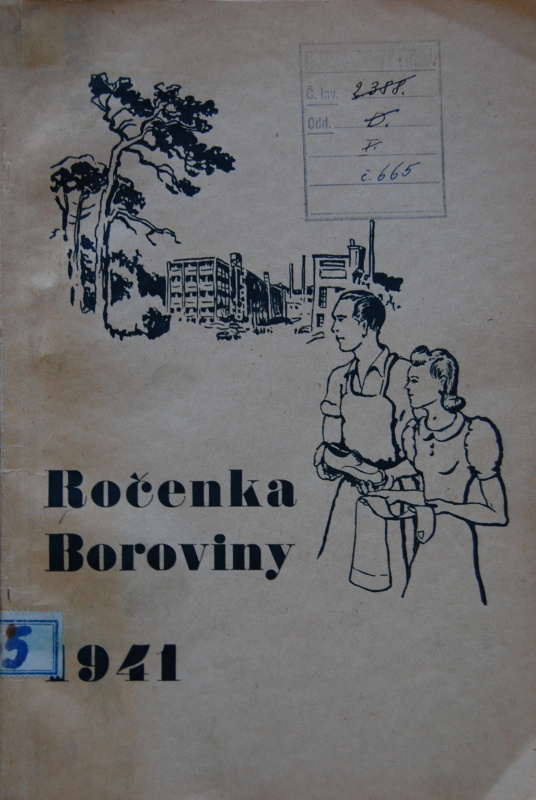 Č. inv. 2388.
Odd. D.
I.
č. 665
Ročenka
Boroviny
1941
5